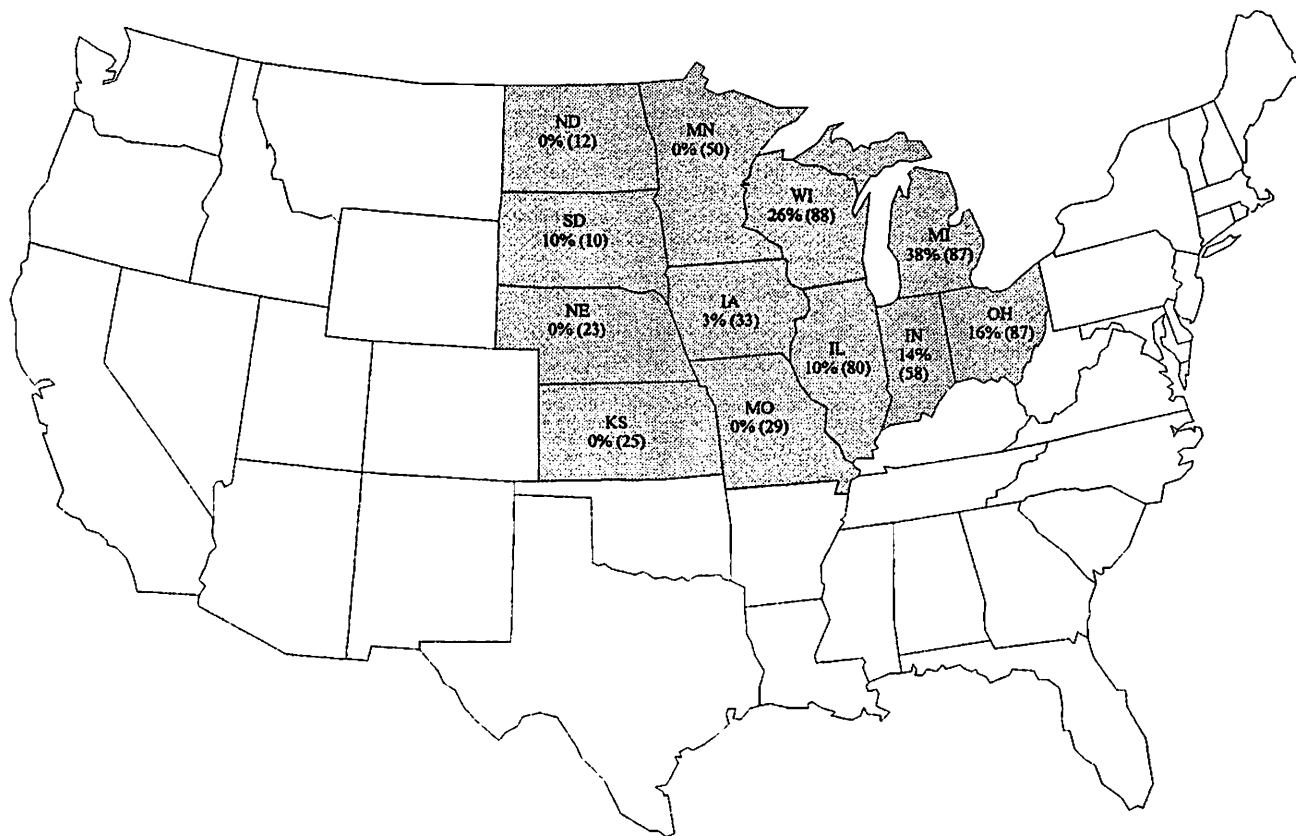 ND
0% (12)
MN
0% (50)
WI
26% (88)
SD
10% (10)
MI
38% (87)
NE
0% (23)
IA
3% (33)
IL
10% (80)
IN
14%
(58)
OH
16% (87)
KS
0% (25)
MO
0% (29)